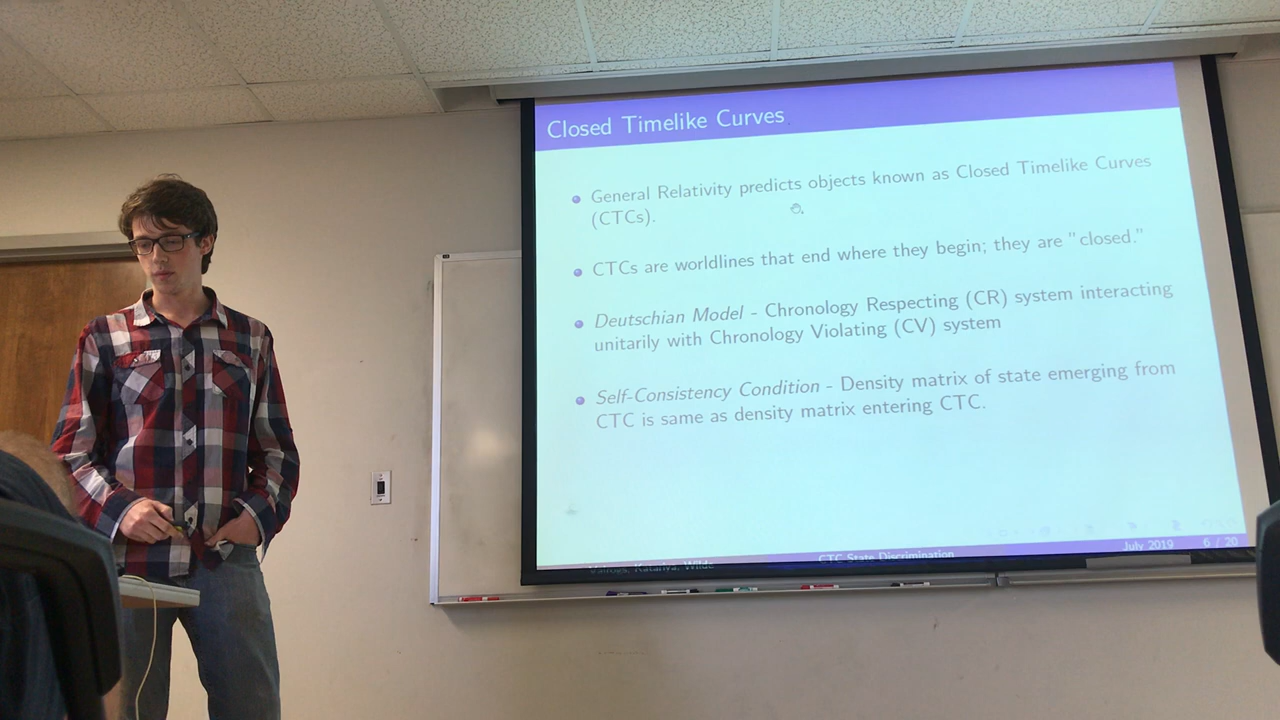 Closed Timelike Curves
General Relativity predicts objects known as Closed Timelike Curves
(CTCs).
CTCs are worldlines that end where they begin; they are "closed."
Deutschian Model - Chronology Respecting (CR) system interacting
unitarily with Chronology Violating (CV) system
Self-Consistency Condition - Density matrix of state emerging from
CTC is same as density matrix entering CTC.
Katariya, Wilde
CTC State Discrimination
July 2019
6 / 20